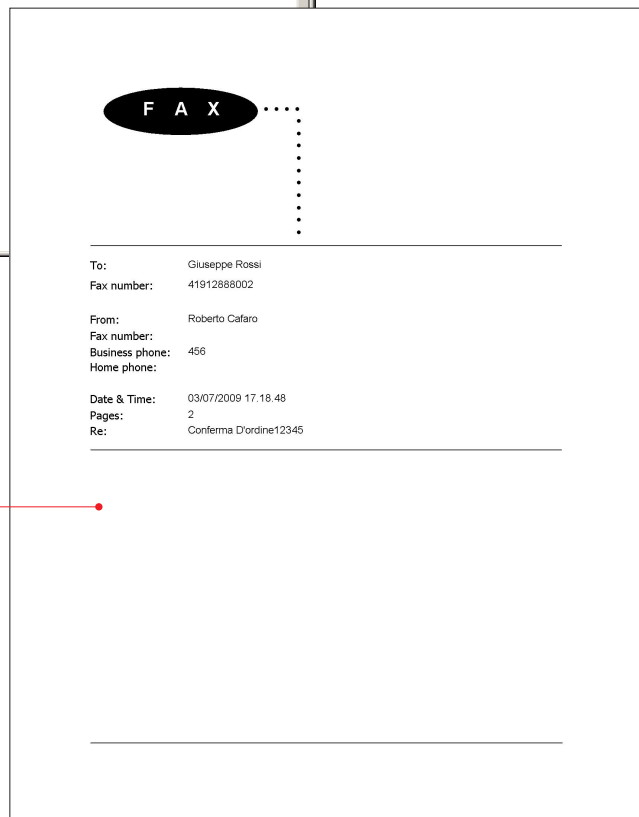 F A X
To: Giuseppe Rossi
Fax number: 41912888002
From: Roberto Cafaro
Fax number:
Business phone: 456
Home phone:
Date & Time: 03/07/2009 17.18.48
Pages: 2
Re: Conferma D'ordine12345